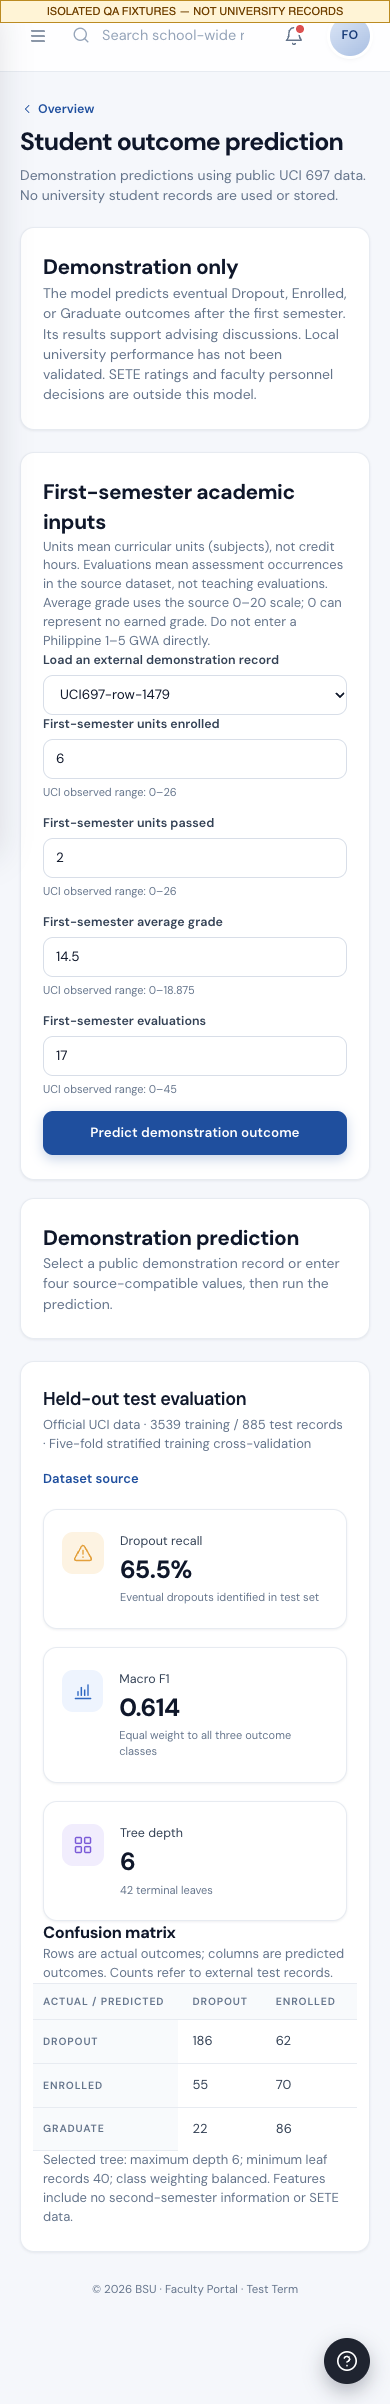 ISOLATED QA FIXTURES — NOT UNIVERSITY RECORDS
Search school-wide r
FO
Overview
Student outcome prediction
Demonstration predictions using public UCI 697 data.
No university student records are used or stored.
Demonstration only
The model predicts eventual Dropout, Enrolled,
or Graduate outcomes after the first semester.
Its results support advising discussions. Local
university performance has not been
validated. SETE ratings and faculty personnel
decisions are outside this model.
First-semester academic
inputs
Units mean curricular units (subjects), not credit
hours. Evaluations mean assessment occurrences
in the source dataset, not teaching evaluations.
Average grade uses the source 0–20 scale; 0 can
represent no earned grade. Do not enter a
Philippine 1–5 GWA directly.
Load an external demonstration record
UCI697-row-1479
First-semester units enrolled
6
UCI observed range: 0–26
First-semester units passed
2
UCI observed range: 0–26
First-semester average grade
14.5
UCI observed range: 0–18.875
First-semester evaluations
17
UCI observed range: 0–45
Predict demonstration outcome
Demonstration prediction
Select a public demonstration record or enter
four source-compatible values, then run the
prediction.
Held-out test evaluation
Official UCI data · 3539 training / 885 test records
· Five-fold stratified training cross-validation
Dataset source
Dropout recall
65.5%
Eventual dropouts identified in test set
Macro F1
0.614
Equal weight to all three outcome
classes
Tree depth
6
42 terminal leaves
Confusion matrix
Rows are actual outcomes; columns are predicted
outcomes. Counts refer to external test records.
ACTUAL / PREDICTED DROPOUT ENROLLED
DROPOUT 186 62
ENROLLED 55 70
GRADUATE 22 86
Selected tree: maximum depth 6; minimum leaf
records 40; class weighting balanced. Features
include no second-semester information or SETE
data.
© 2026 BSU · Faculty Portal · Test Term